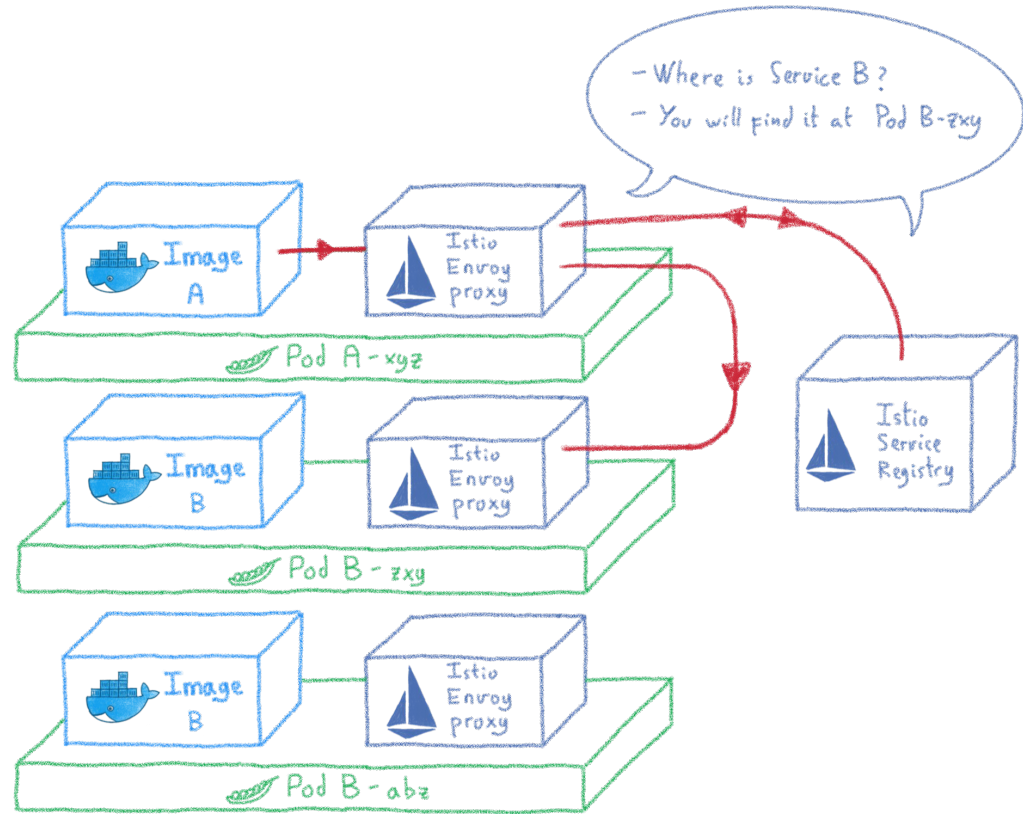 - Where is Service B?
- You will find it at Pod B-zxy
Image
A
Istio
Envoy
proxy
Pod A-xyz
Image
B
Istio
Envoy
proxy
Pod B-zxy
Istio
Service
Registry
Image
B
Istio
Envoy
proxy
Pod B-abz